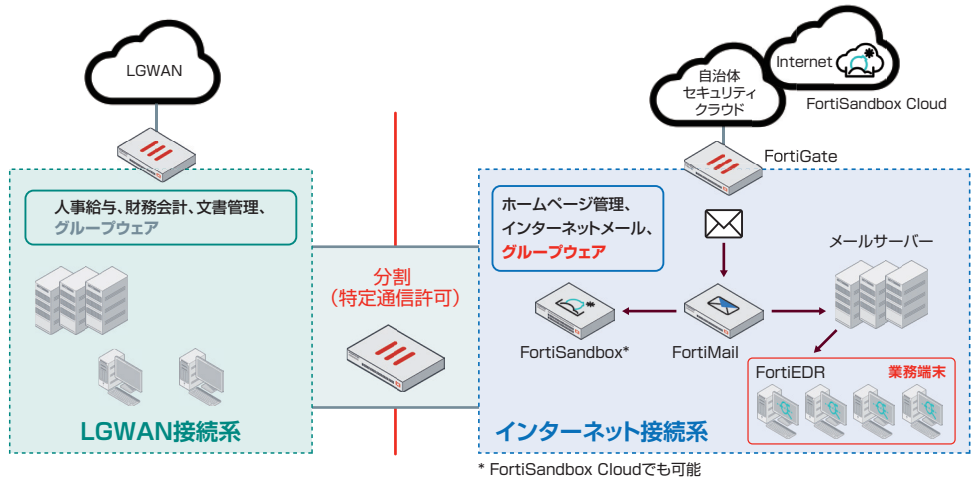 LGWAN
自治体
セキュリティ
クラウド
Internet
FortiSandbox Cloud
FortiGate
人事給与、財務会計、文書管理、
グループウェア
分割
（特定通信許可）
ホームページ管理、
インターネットメール、
グループウェア
メールサーバー
FortiSandbox*
FortiMail
FortiEDR
業務端末
LGWAN接続系
インターネット接続系
* FortiSandbox Cloudでも可能